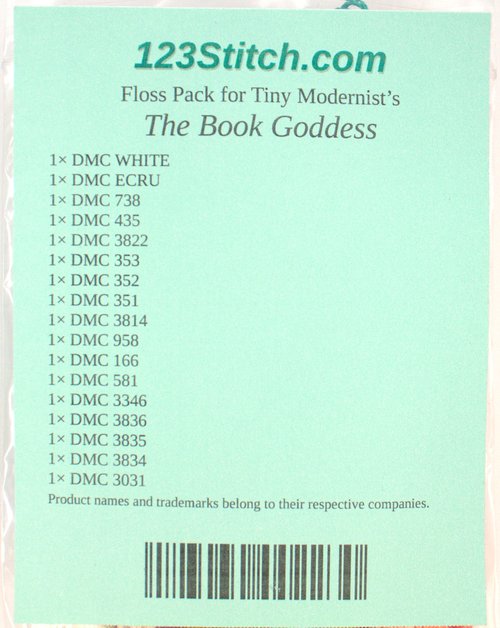 123Stitch.com
Floss Pack for Tiny Modernist's
The Book Goddess
1× DMC WHITE
1× DMC ECRU
1× DMC 738
1× DMC 435
1× DMC 3822
1× DMC 353
1× DMC 352
1× DMC 351
1× DMC 3814
1× DMC 958
1× DMC 166
1× DMC 581
1× DMC 3346
1× DMC 3836
1× DMC 3835
1× DMC 3834
1× DMC 3031
Product names and trademarks belong to their respective companies.